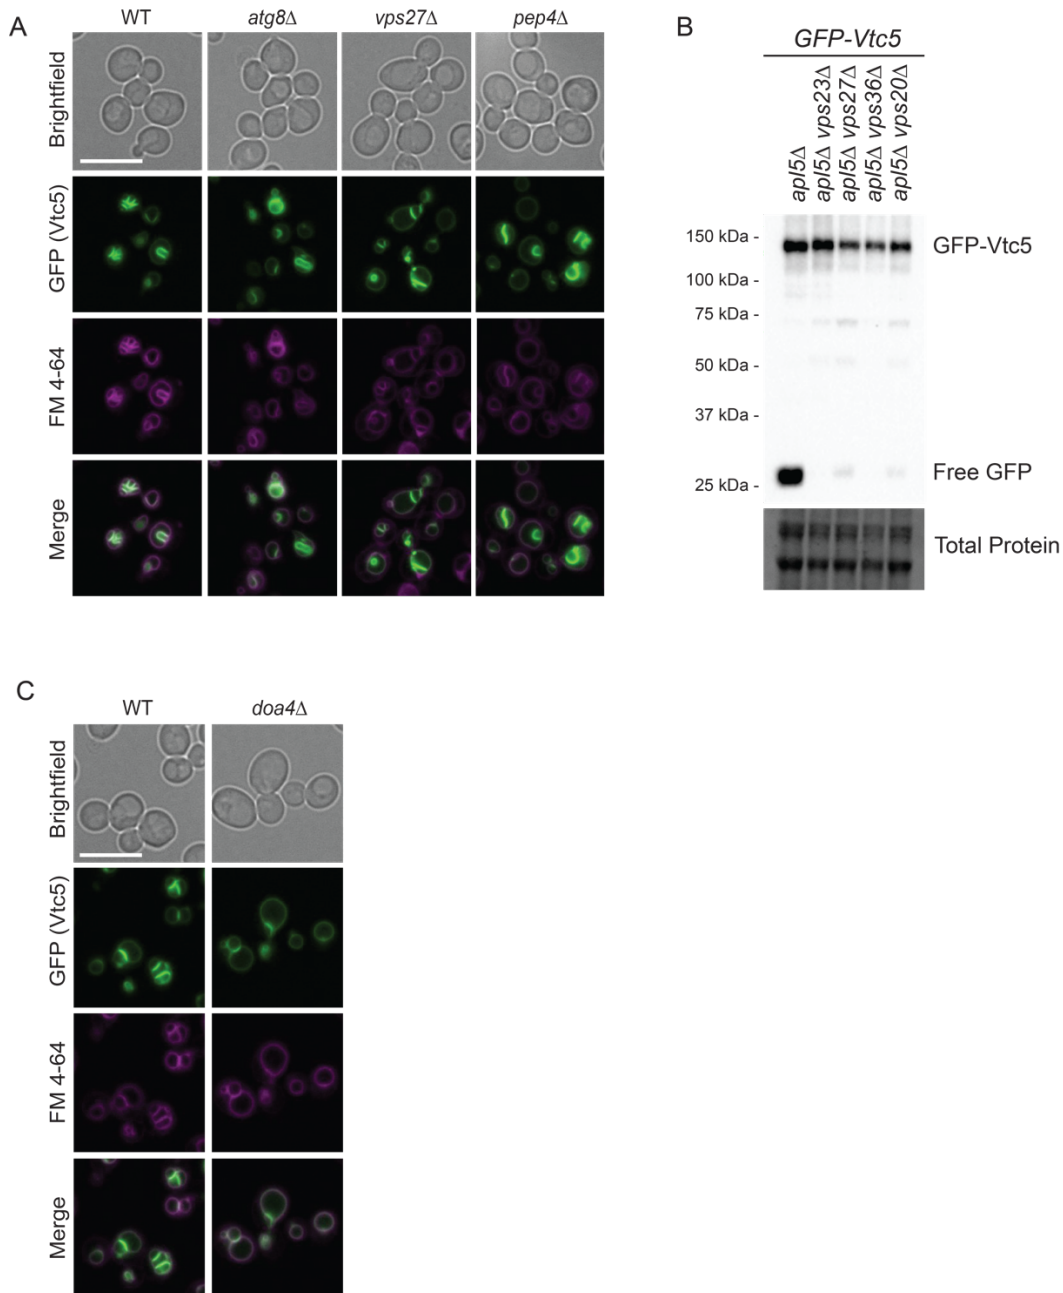 A
WT
atg8Δ
vps27Δ
pep4Δ
Brightfield
GFP (Vtc5)
FM 4-64
Merge
B
GFP-Vtc5
apl5Δ
apl5Δ vps23Δ
apl5Δ vps27Δ
apl5Δ vps36Δ
apl5Δ vps20Δ
150 kDa -
GFP-Vtc5
100 kDa -
75 kDa -
50 kDa -
37 kDa -
25 kDa -
Free GFP
Total Protein
C
WT
doa4Δ
Brightfield
GFP (Vtc5)
FM 4-64
Merge